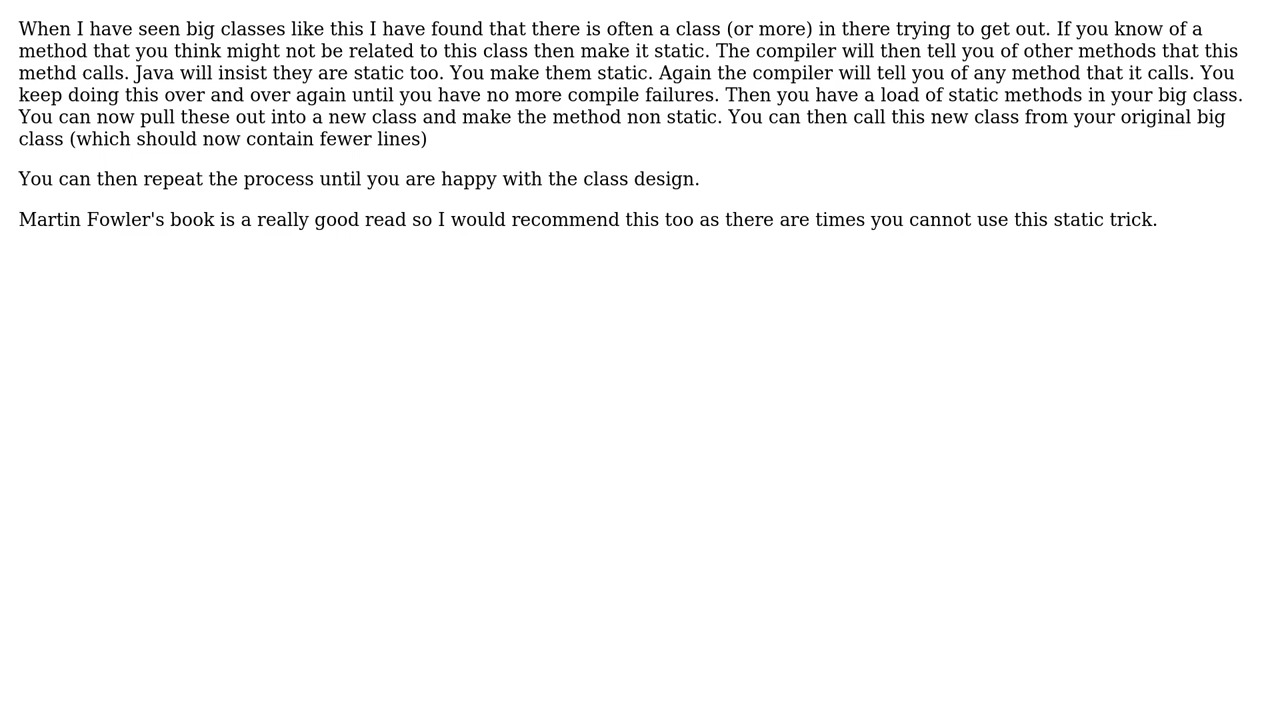 When I have seen big classes like this I have found that there is often a class (or more) in there trying to get out. If you know of a
method that you think might not be related to this class then make it static. The compiler will then tell you of other methods that this
methd calls. Java will insist they are static too. You make them static. Again the compiler will tell you of any method that it calls. You
keep doing this over and over again until you have no more compile failures. Then you have a load of static methods in your big class.
You can now pull these out into a new class and make the method non static. You can then call this new class from your original big
class (which should now contain fewer lines)
You can then repeat the process until you are happy with the class design.
Martin Fowler's book is a really good read so I would recommend this too as there are times you cannot use this static trick.